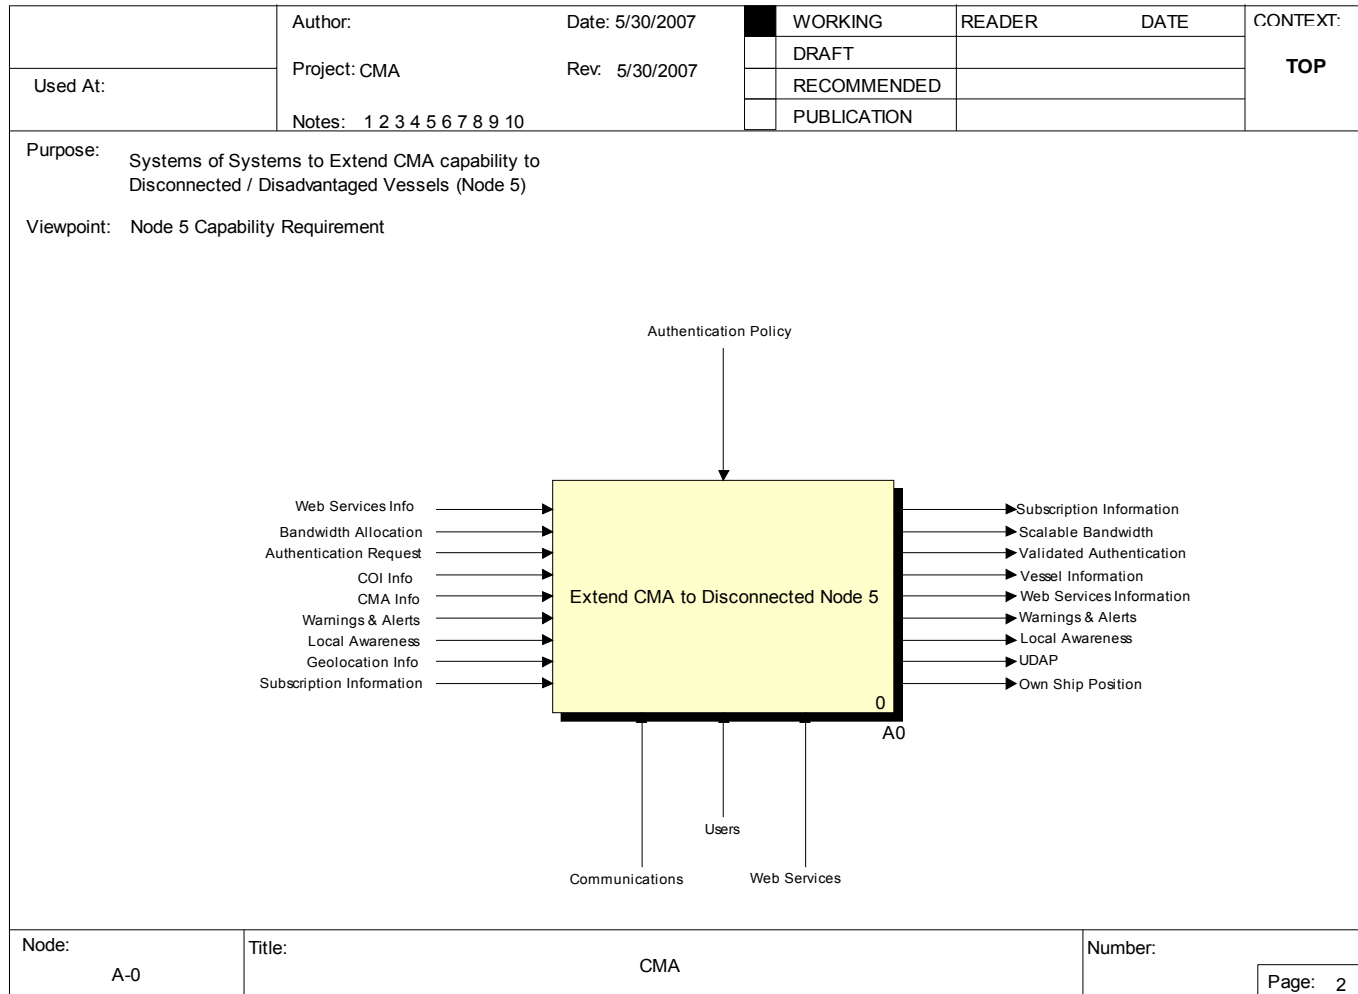 Used At:
Author:
Date: 5/30/2007
Project: CMA
Rev: 5/30/2007
Notes: 1 2 3 4 5 6 7 8 9 10
WORKING
DRAFT
RECOMMENDED
PUBLICATION
READER DATE
CONTEXT:
TOP
Purpose:
Systems of Systems to Extend CMA capability to
Disconnected / Disadvantaged Vessels (Node 5)
Viewpoint: Node 5 Capability Requirement
Authentication Policy
Web Services Info
Bandwidth Allocation
Authentication Request
COI Info
CMA Info
Warnings & Alerts
Local Awareness
Geolocation Info
Subscription Information
Extend CMA to Disconnected Node 5
0
A0
Subscription Information
Scalable Bandwidth
Validated Authentication
Vessel Information
Web Services Information
Warnings & Alerts
Local Awareness
UDAP
Own Ship Position
Users
Communications
Web Services
Node:
A-0
Title:
CMA
Number:
Page: 2